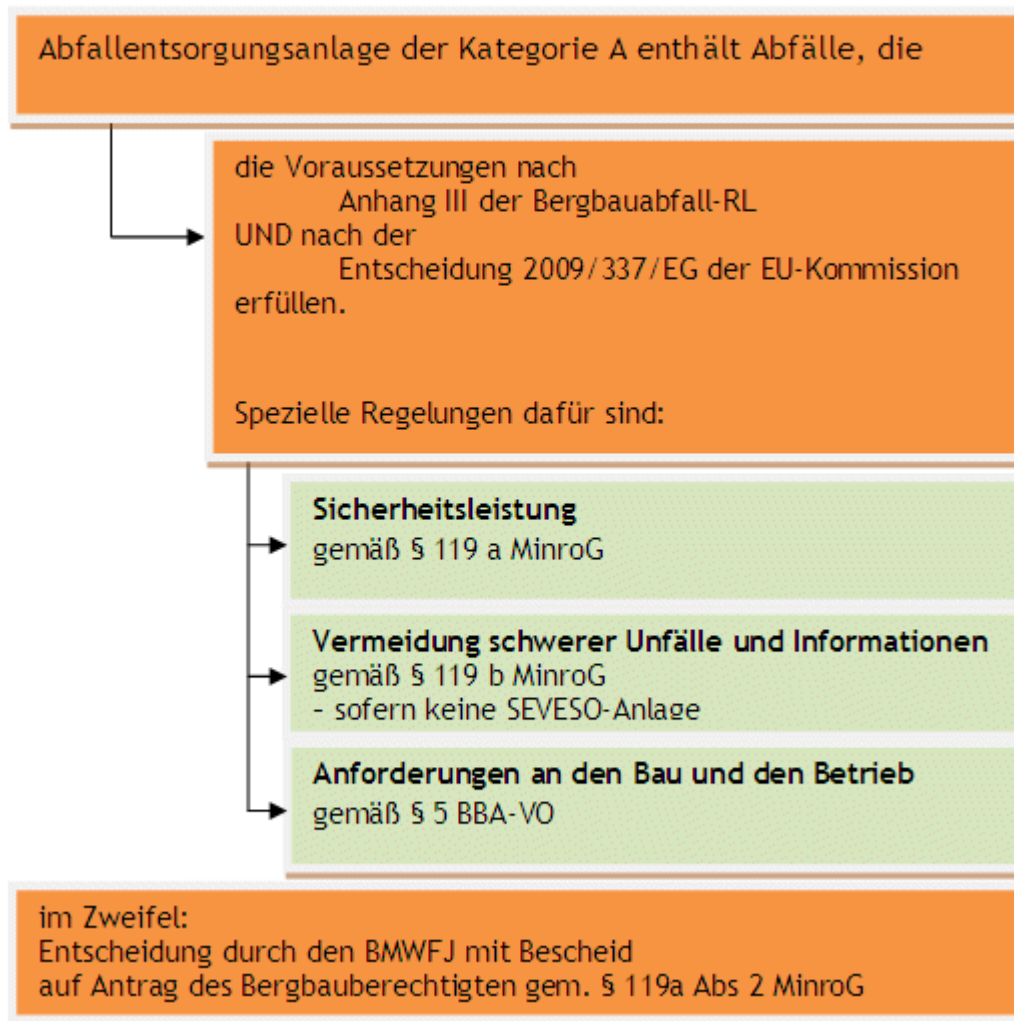 Abfallentsorgungsanlage der Kategorie A enthält Abfälle, die
die Voraussetzungen nach
Anhang III der Bergbauabfall-RL
UND nach der
Entscheidung 2009/337/EG der EU-Kommission
erfüllen.
Spezielle Regelungen dafür sind:
Sicherheitsleistung
gemäß § 119 a MinroG
Vermeidung schwerer Unfälle und Informationen
gemäß § 119 b MinroG
– sofern keine SEVESO-Anlage
Anforderungen an den Bau und den Betrieb
gemäß § 5 BBA-VO
im Zweifel:
Entscheidung durch den BMWFJ mit Bescheid
auf Antrag des Bergbauberechtigten gem. § 119a Abs 2 MinroG